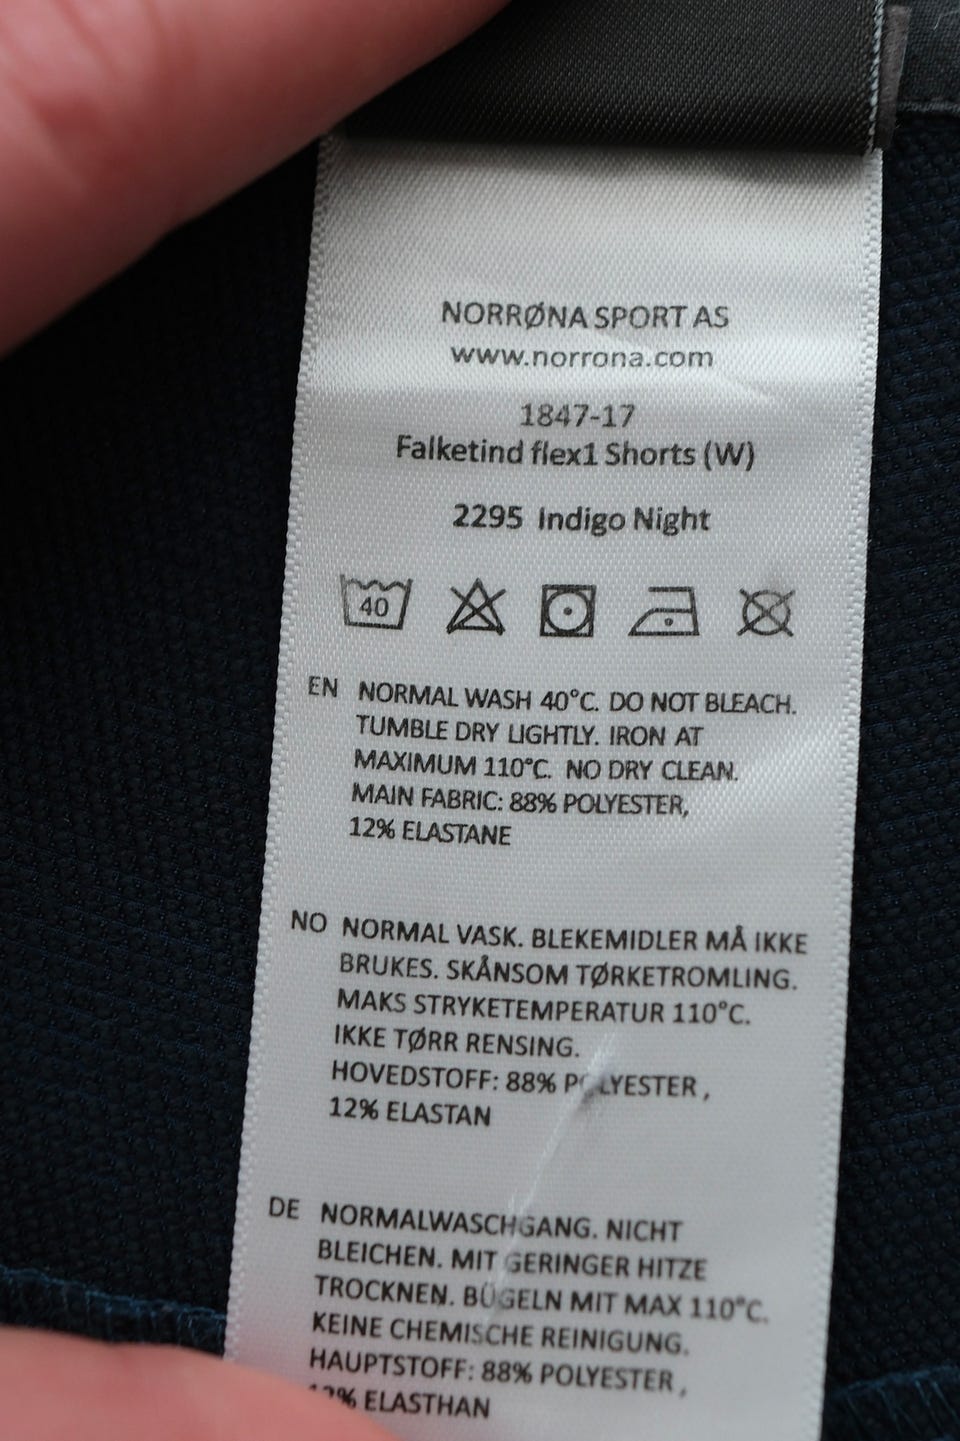 NORRØNA SPORT AS
www.norrona.com
1847-17
Falketind flex1 Shorts (W)
2295 Indigo Night
40
EN NORMAL WASH 40°C. DO NOT BLEACH.
TUMBLE DRY LIGHTLY. IRON AT
MAXIMUM 110°C. NO DRY CLEAN.
MAIN FABRIC: 88% POLYESTER,
12% ELASTANE
NO NORMAL VASK. BLEKEMIDLER MÅ IKKE
BRUKES. SKÅNSOM TØRKETROMLING.
MAKS STRYKETEMPERATUR 110°C.
IKKE TØRR RENSING.
HOVEDSTOFF: 88% POLYESTER ,
12% ELASTAN
DE NORMALWASCHGANG. NICHT
BLEICHEN. MIT GERINGER HITZE
TROCKNEN. BÜGELN MIT MAX 110°C.
KEINE CHEMISCHE REINIGUNG.
HAUPTSTOFF: 88% POLYESTER ,
12% ELASTHAN